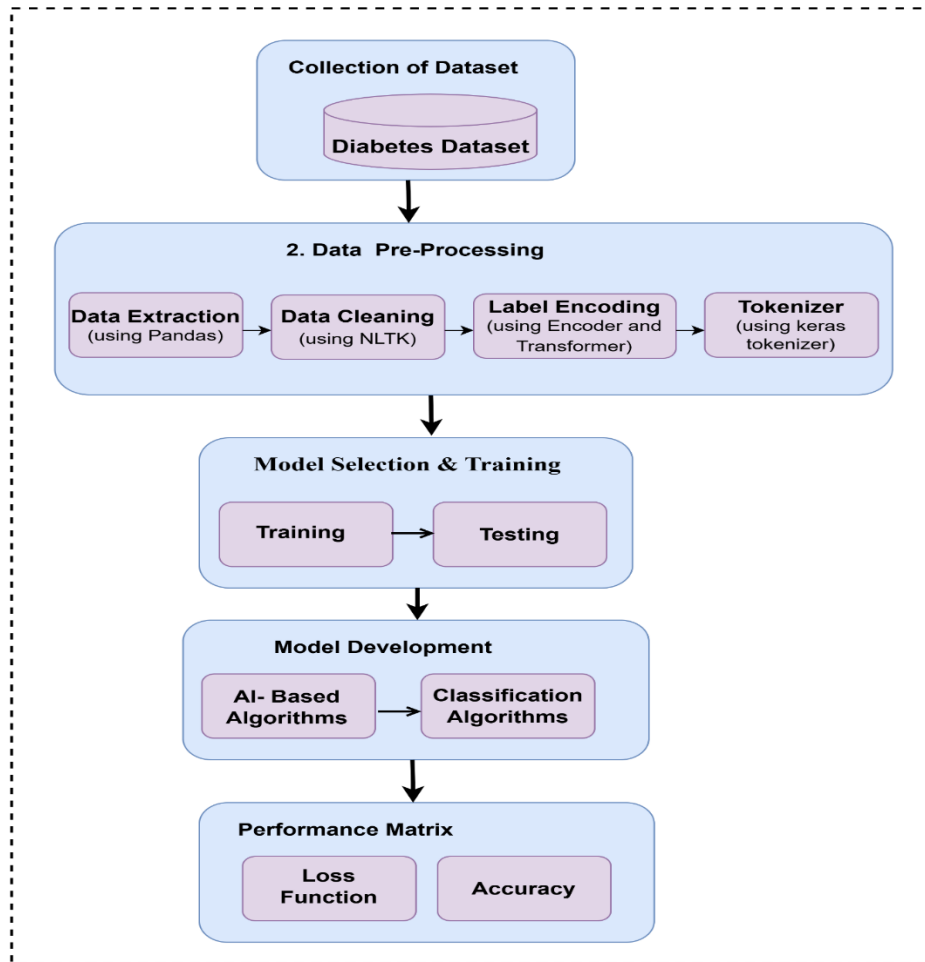 Collection of Dataset
Diabetes Dataset
2. Data Pre-Processing
Data Extraction
(using Pandas)
Data Cleaning
(using NLTK)
Label Encoding
(using Encoder and
Transformer)
Tokenizer
(using keras
tokenizer)
Model Selection & Training
Training
Testing
Model Development
AI- Based
Algorithms
Classification
Algorithms
Performance Matrix
Loss
Function
Accuracy